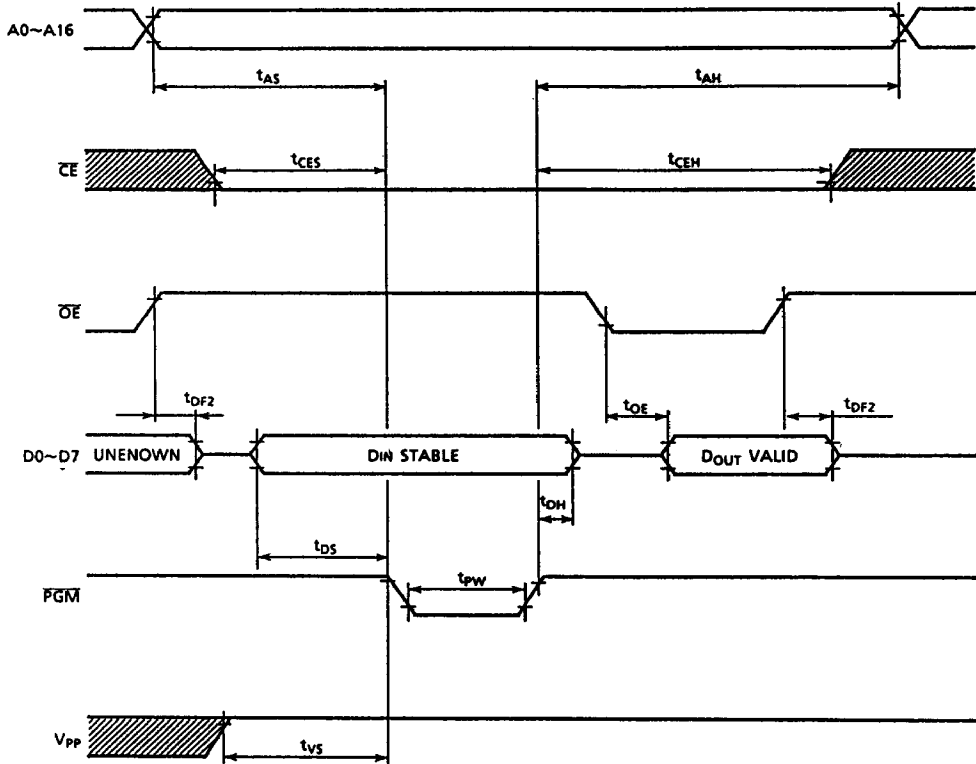 A0~A16
tAS
tAH
CE
tCES
tCEH
OE
tDF2
tOE
tDF2
D0~D7
UNENOWN
DIN STABLE
DOUT VALID
tDH
tDS
PGM
tPW
VPP
tVS